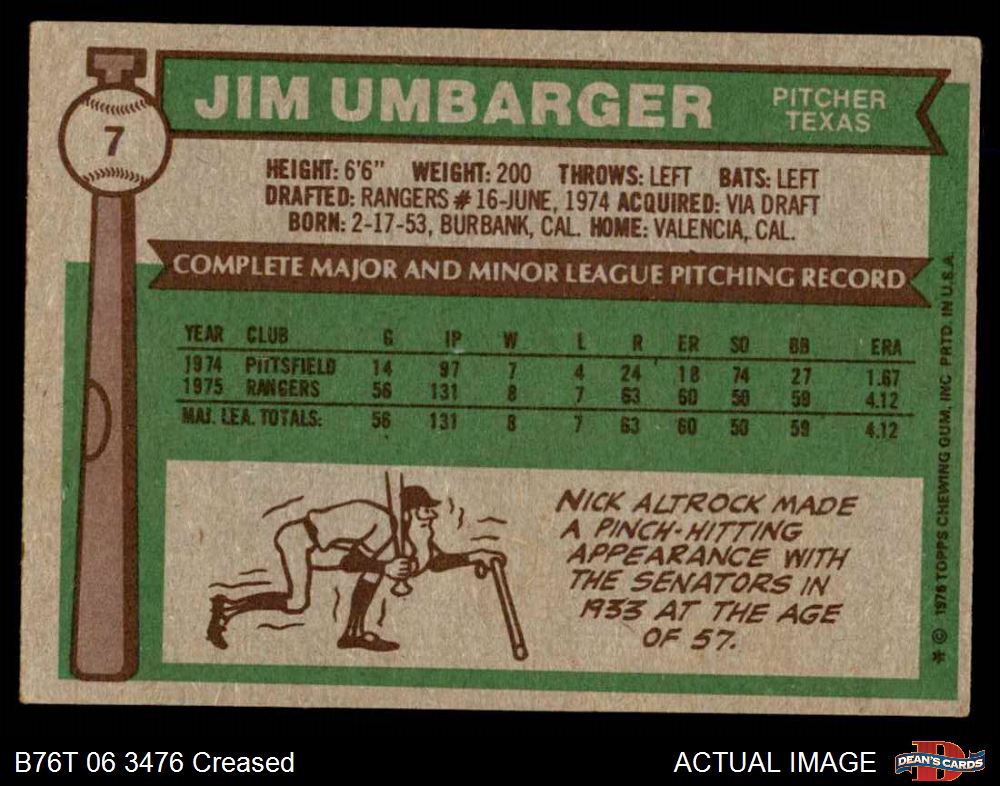 JIM UMBARGER
PITCHER
TEXAS
7
HEIGHT: 6'6" WEIGHT: 200 THROWS: LEFT BATS: LEFT
DRAFTED: RANGERS #16-JUNE, 1974 ACQUIRED: VIA DRAFT
BORN: 2-17-53, BURBANK, CAL. HOME: VALENCIA, CAL.
COMPLETE MAJOR AND MINOR LEAGUE PITCHING RECORD
YEAR CLUB G IP W L R ER SO BB ERA
1974 PITTSFIELD 14 97 7 4 24 18 74 27 1.67
1975 RANGERS 56 131 8 7 63 60 50 59 4.12
MAJ. LEA. TOTALS: 56 131 8 7 63 60 50 59 4.12
NICK ALTROCK MADE
A PINCH-HITTING
APPEARANCE WITH
THE SENATORS IN
1933 AT THE AGE
OF 57.
* © 1976 TOPPS CHEWING GUM, INC. PRTD. IN U.S.A.
B76T 06 3476 Creased
ACTUAL IMAGE
DEAN'S CARDS